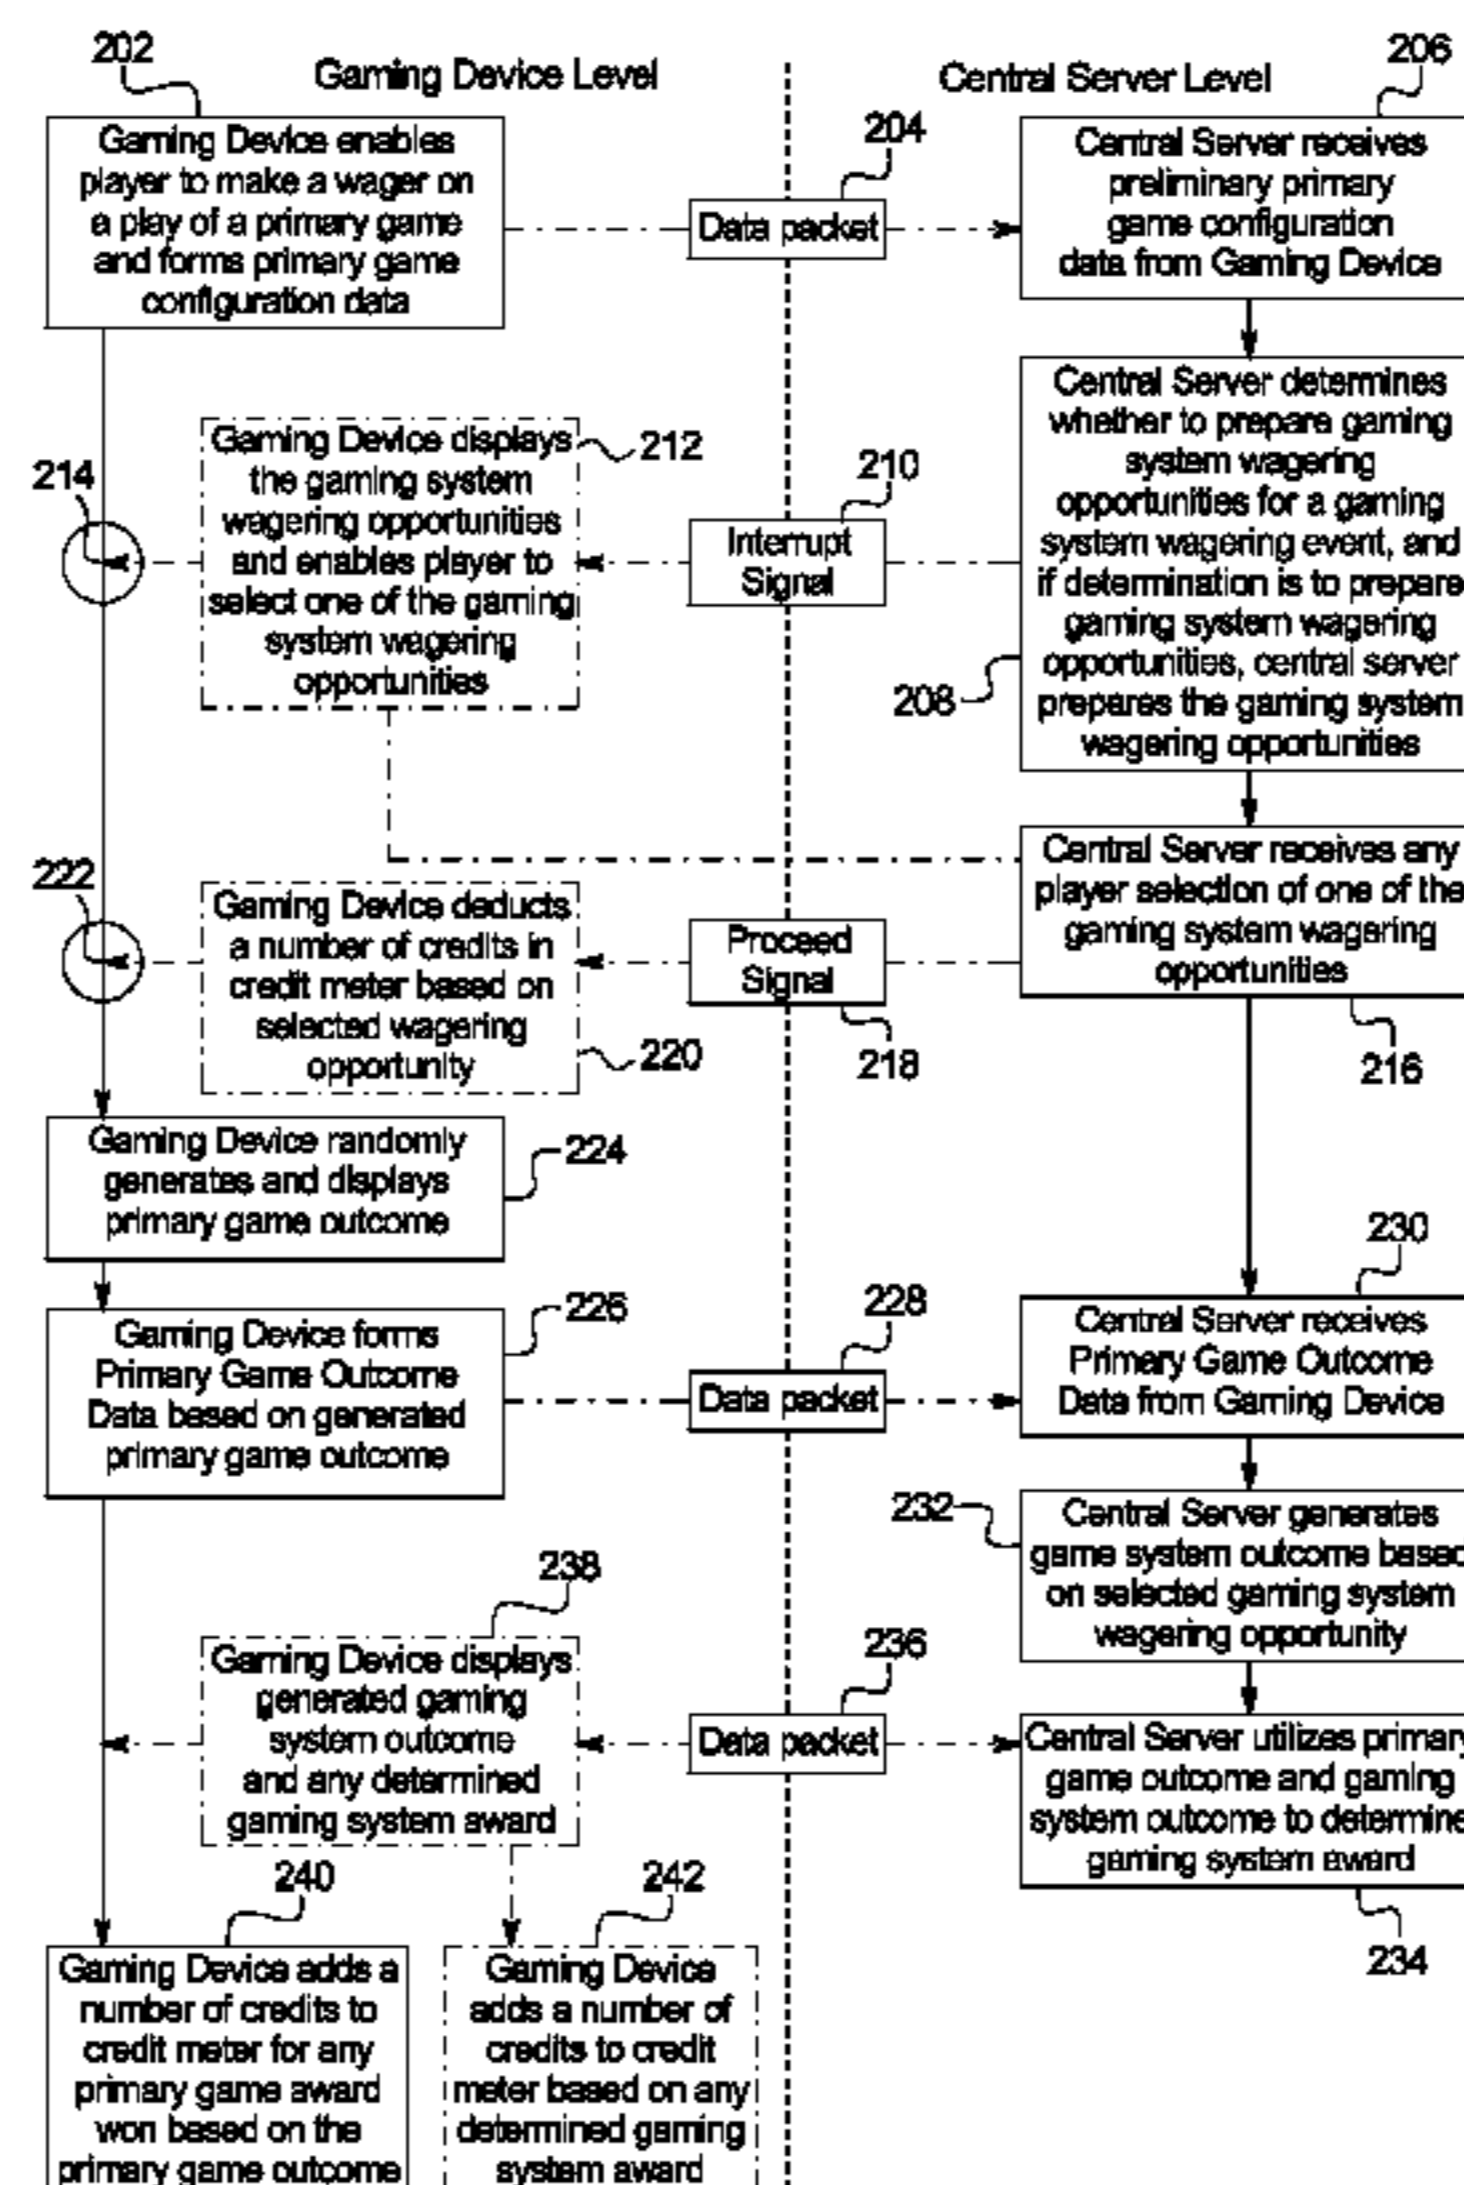 202
Gaming Device Level
Central Server Level
206
Gaming Device enables
player to make a wager on
a play of a primary game
and forms primary game
configuration data
204
Data packet
Central Server receives
preliminary primary
game configuration
data from Gaming Device
Central Server determines
whether to prepare gaming
system wagering
opportunities for a gaming
system wagering event, and
if determination is to prepare
gaming system wagering
opportunities, central server
prepares the gaming system
wagering opportunities
208
210
Interrupt
Signal
Gaming Device displays
the gaming system
wagering opportunities
and enables player to
select one of the gaming
system wagering
opportunities
212
214
Central Server receives any
player selection of one of the
gaming system wagering
opportunities
216
Proceed
Signal
218
222
Gaming Device deducts
a number of credits in
credit meter based on
selected wagering
opportunity
220
Gaming Device randomly
generates and displays
primary game outcome
224
Gaming Device forms
Primary Game Outcome
Data based on generated
primary game outcome
226
228
Data packet
230
Central Server receives
Primary Game Outcome
Data from Gaming Device
232
Central Server generates
game system outcome based
on selected gaming system
wagering opportunity
236
Data packet
Central Server utilizes primary
game outcome and gaming
system outcome to determine
gaming system award
234
238
Gaming Device displays
generated gaming
system outcome
and any determined
gaming system award
240
Gaming Device adds a
number of credits to
credit meter for any
primary game award
won based on the
primary game outcome
242
Gaming Device
adds a number of
credits to credit
meter based on any
determined gaming
system award